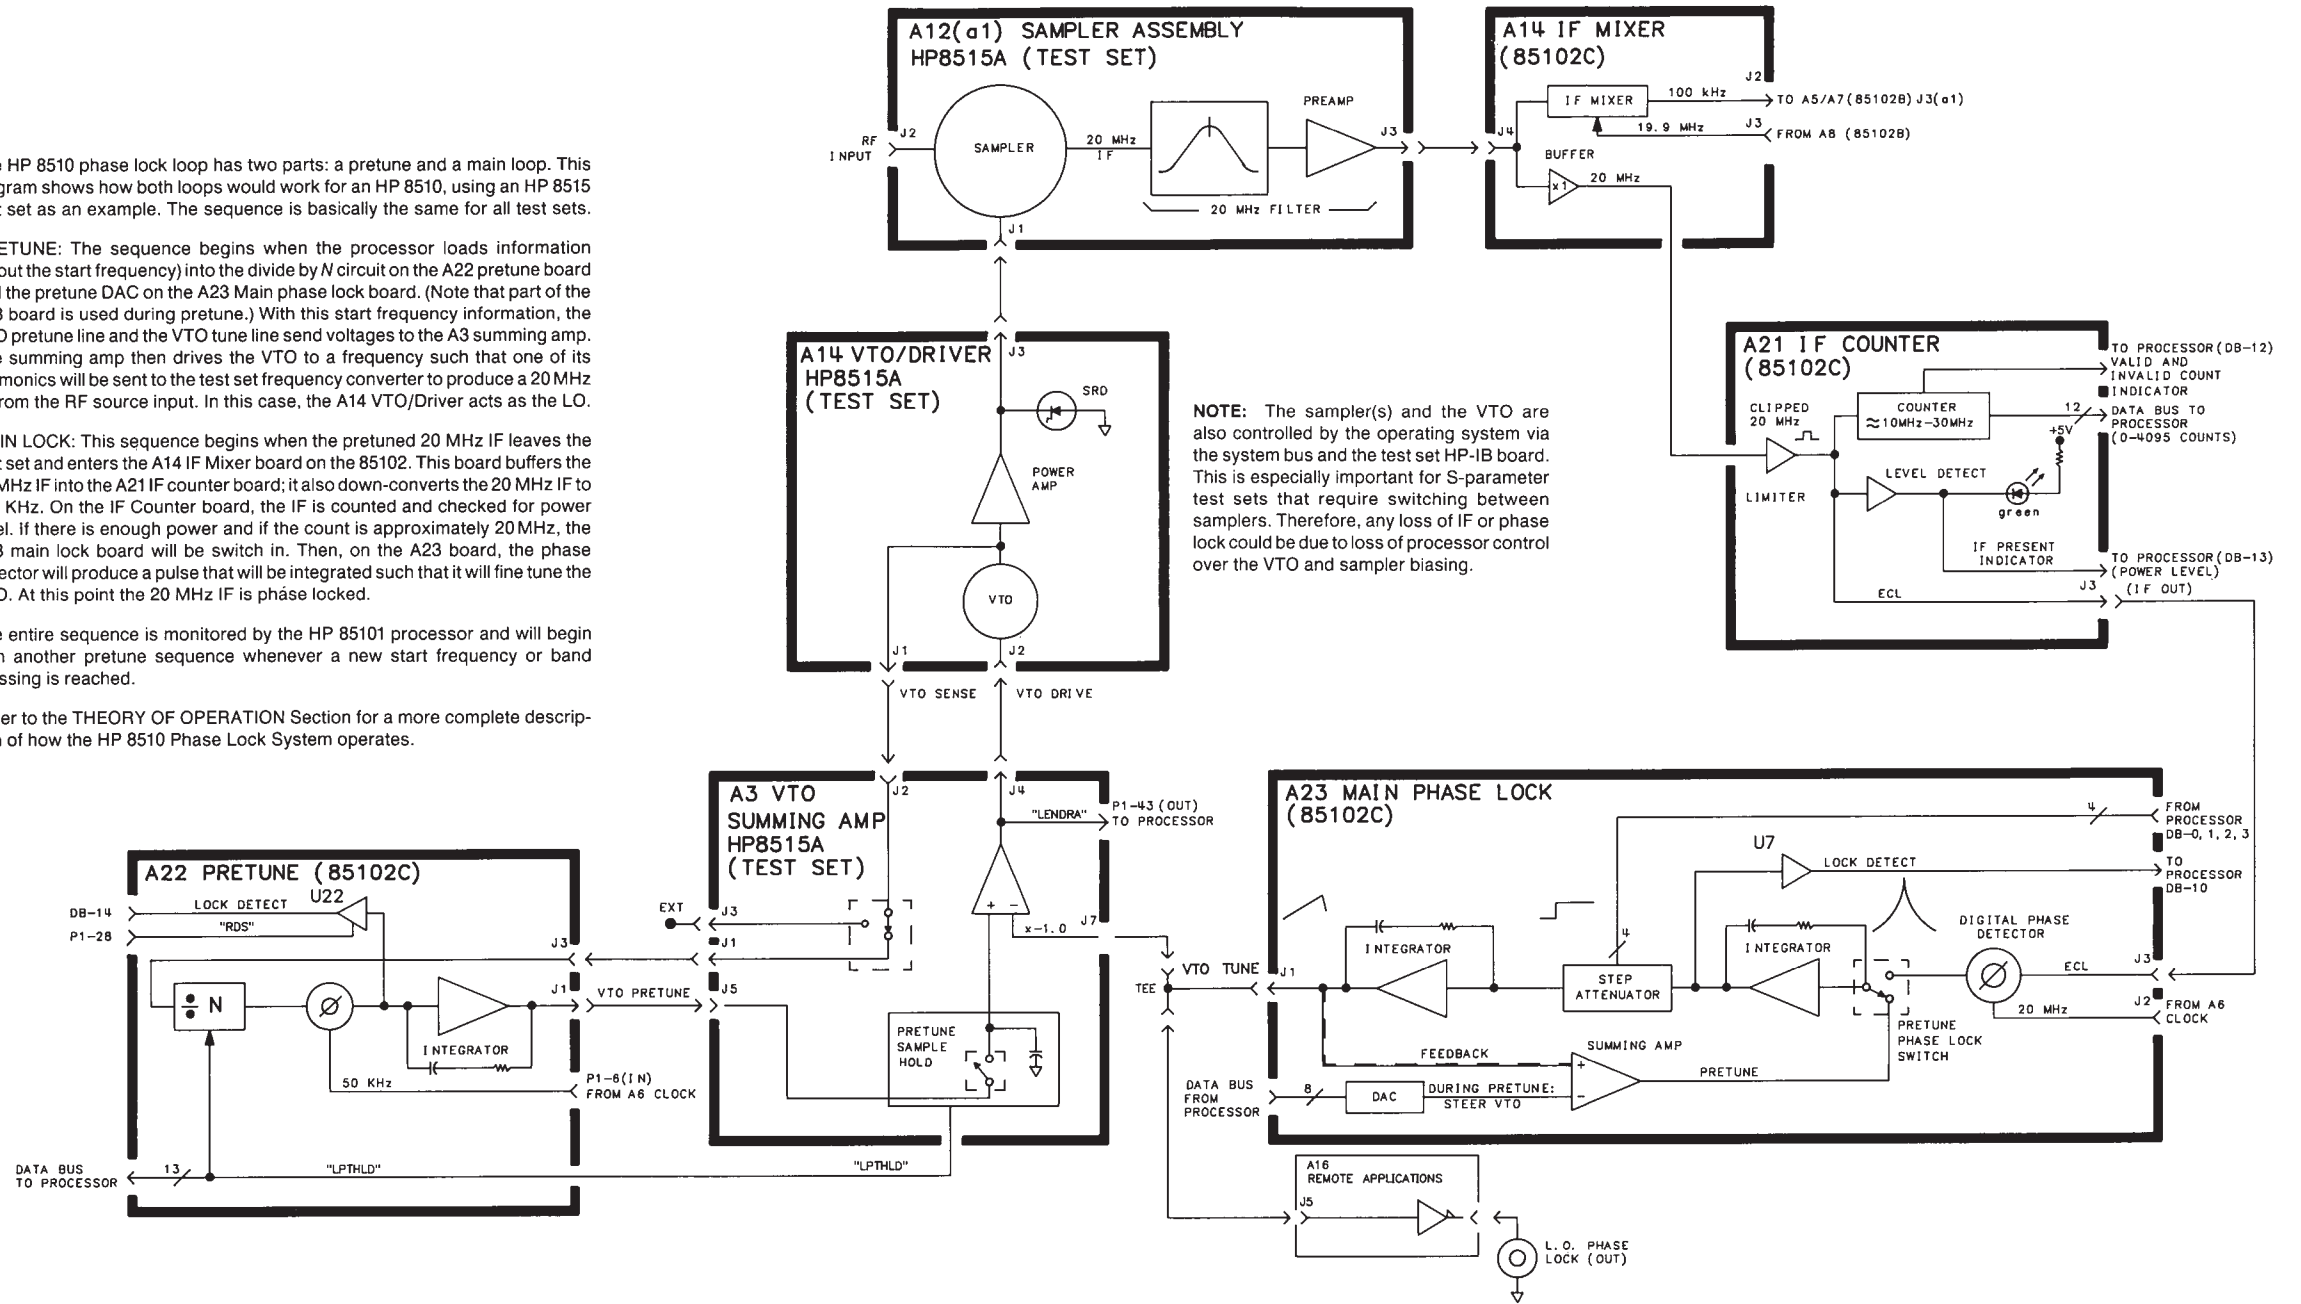 HP 8510 phase lock loop has two parts: a pretune and a main loop. This
gram shows how both loops would work for an HP 8510, using an HP 8515
set as an example. The sequence is basically the same for all test sets.
ETUNE: The sequence begins when the processor loads information
out the start frequency) into the divide by N circuit on the A22 pretune board
the pretune DAC on the A23 Main phase lock board. (Note that part of the
board is used during pretune.) With this start frequency information, the
O pretune line and the VTO tune line send voltages to the A3 summing amp.
summing amp then drives the VTO to a frequency such that one of its
monics will be sent to the test set frequency converter to produce a 20 MHz
rom the RF source input. In this case, the A14 VTO/Driver acts as the LO.
IN LOCK: This sequence begins when the pretuned 20 MHz IF leaves the
set and enters the A14 IF Mixer board on the 85102. This board buffers the
MHz IF into the A21 IF counter board; it also down-converts the 20 MHz IF to
KHz. On the IF Counter board, the IF is counted and checked for power
el. If there is enough power and if the count is approximately 20 MHz, the
main lock board will be switch in. Then, on the A23 board, the phase
ector will produce a pulse that will be integrated such that it will fine tune the
O. At this point the 20 MHz IF is pháse locked.
entire sequence is monitored by the HP 85101 processor and will begin
another pretune sequence whenever a new start frequency or band
ssing is reached.
er to the THEORY OF OPERATION Section for a more complete descrip-
of how the HP 8510 Phase Lock System operates.
A12(a1) SAMPLER ASSEMBLY
HP8515A (TEST SET)
RF
INPUT
J2
SAMPLER
20 MHz
IF
PREAMP
J3
20 MHz FILTER
J1
A14 IF MIXER
(85102C)
J4
IF MIXER
100 kHz
J2
TO A5/A7(85102B) J3(a1)
19.9 MHz
J3
FROM A8 (85102B)
BUFFER
x1
20 MHz
A14 VTO/DRIVER
HP8515A
(TEST SET)
J3
SRD
POWER
AMP
VTO
J1
J2
VTO SENSE
VTO DRIVE
NOTE: The sampler(s) and the VTO are
also controlled by the operating system via
the system bus and the test set HP-IB board.
This is especially important for S-parameter
test sets that require switching between
samplers. Therefore, any loss of IF or phase
lock could be due to loss of processor control
over the VTO and sampler biasing.
A21 IF COUNTER
(85102C)
CLIPPED
20 MHz
LIMITER
COUNTER
≈10MHz-30MHz
TO PROCESSOR(DB-12)
VALID AND
INVALID COUNT
INDICATOR
12
DATA BUS TO
PROCESSOR
(0-4095 COUNTS)
+5V
LEVEL DETECT
green
IF PRESENT
INDICATOR
TO PROCESSOR(DB-13)
(POWER LEVEL)
ECL
J3
(IF OUT)
A3 VTO
SUMMING AMP
HP8515A
(TEST SET)
J2
J4
"LENDRA"
P1-43(OUT)
TO PROCESSOR
EXT
J3
J1
J5
+ -
x-1.0
J7
PRETUNE
SAMPLE
HOLD
"LPTHLD"
A22 PRETUNE (85102C)
DB-14
LOCK DETECT
U22
P1-28
"RDS"
J3
÷ N
J1
VTO PRETUNE
INTEGRATOR
50 KHz
P1-6(IN)
FROM A6 CLOCK
DATA BUS
TO PROCESSOR
13
"LPTHLD"
A23 MAIN PHASE LOCK
(85102C)
4
FROM
PROCESSOR
DB-0, 1, 2, 3
U7
LOCK DETECT
TO
PROCESSOR
DB-10
INTEGRATOR
4
INTEGRATOR
DIGITAL PHASE
DETECTOR
VTO TUNE
TEE
J1
STEP
ATTENUATOR
ECL
J3
20 MHz
J2
FROM A6
CLOCK
PRETUNE
PHASE LOCK
SWITCH
FEEDBACK
SUMMING AMP
+
-
PRETUNE
DATA BUS
FROM
PROCESSOR
8
DAC
DURING PRETUNE:
STEER VTO
A16
REMOTE APPLICATIONS
J5
L.O. PHASE
LOCK (OUT)